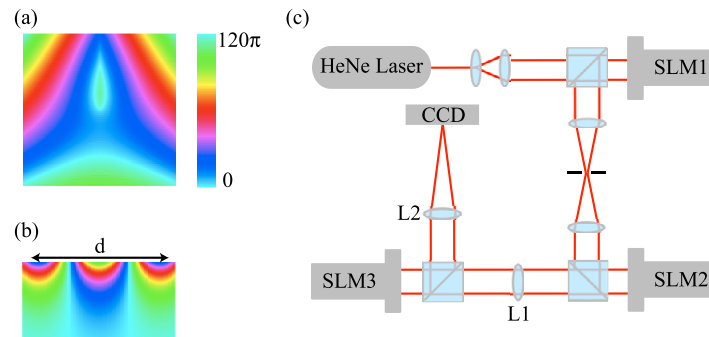 (a)
120π
0
(b)
d
(c)
HeNe Laser
SLM1
CCD
L2
SLM3
L1
SLM2